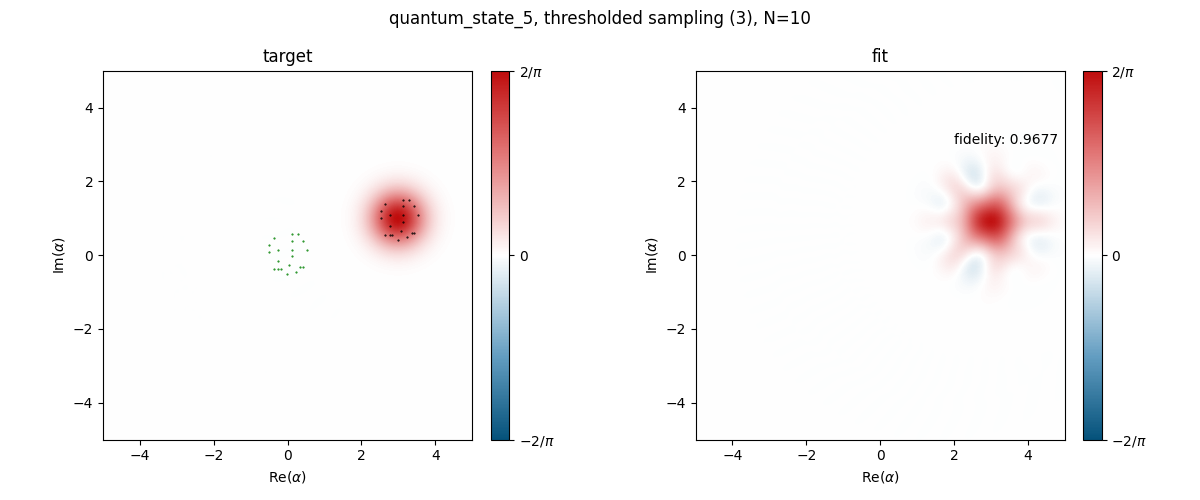 quantum_state_5, thresholded sampling (3), N=10
target
4
2
0
−2
−4
Im(α)
−4
−2
0
2
4
Re(α)
2/π
0
−2/π
fit
fidelity: 0.9677
4
2
0
−2
−4
Im(α)
−4
−2
0
2
4
Re(α)
2/π
0
−2/π